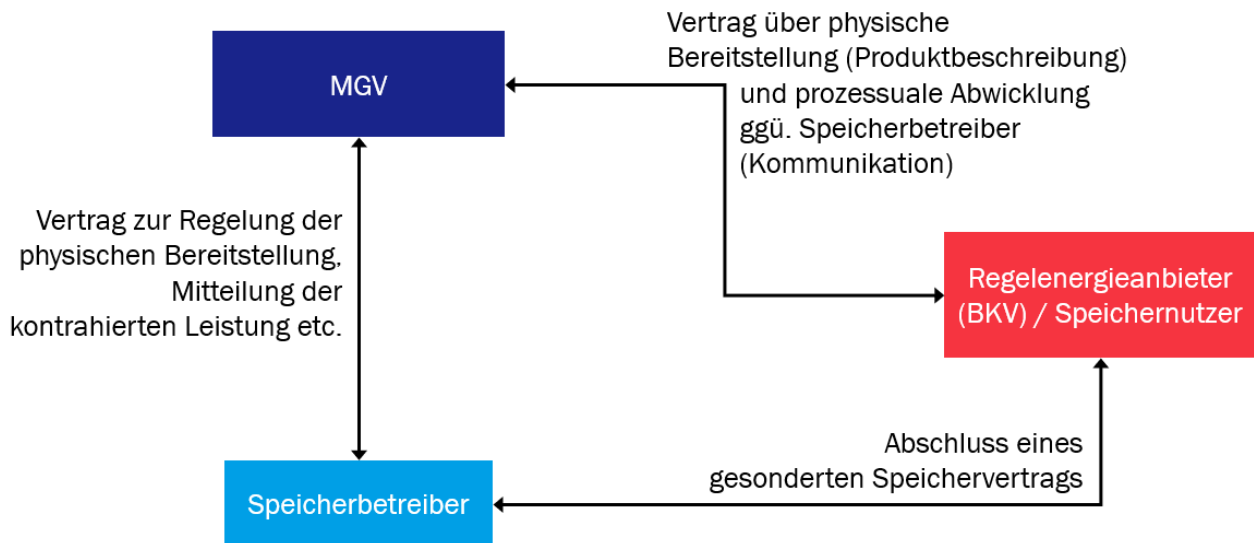 Vertrag über physische
Bereitstellung (Produktbeschreibung)
und prozessuale Abwicklung
ggü. Speicherbetreiber
(Kommunikation)
MGV
Vertrag zur Regelung der
physischen Bereitstellung,
Mitteilung der
kontrahierten Leistung etc.
Regelenergieanbieter
(BKV) / Speichernutzer
Abschluss eines
gesonderten Speichervertrags
Speicherbetreiber